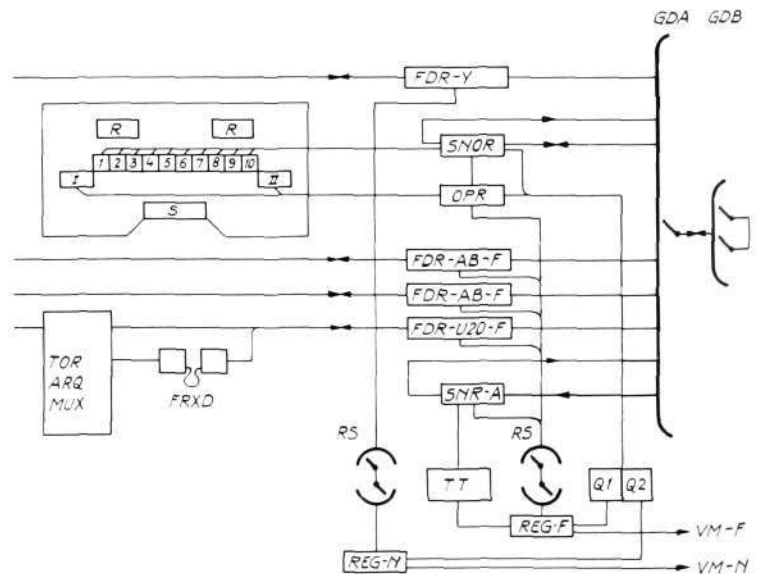 GDA GDB
FDR-Y
R R
SNOR
1 2 3 4 5 6 7 8 9 10
I II
OPR
S
FDR-AB-F
FDR-AB-F
FDR-U20-F
TOR
ARQ
MUX
FRXD
SNR-A
RS RS
TT
Q1 Q2
REG-F
VM-F
REG-N
VM-N